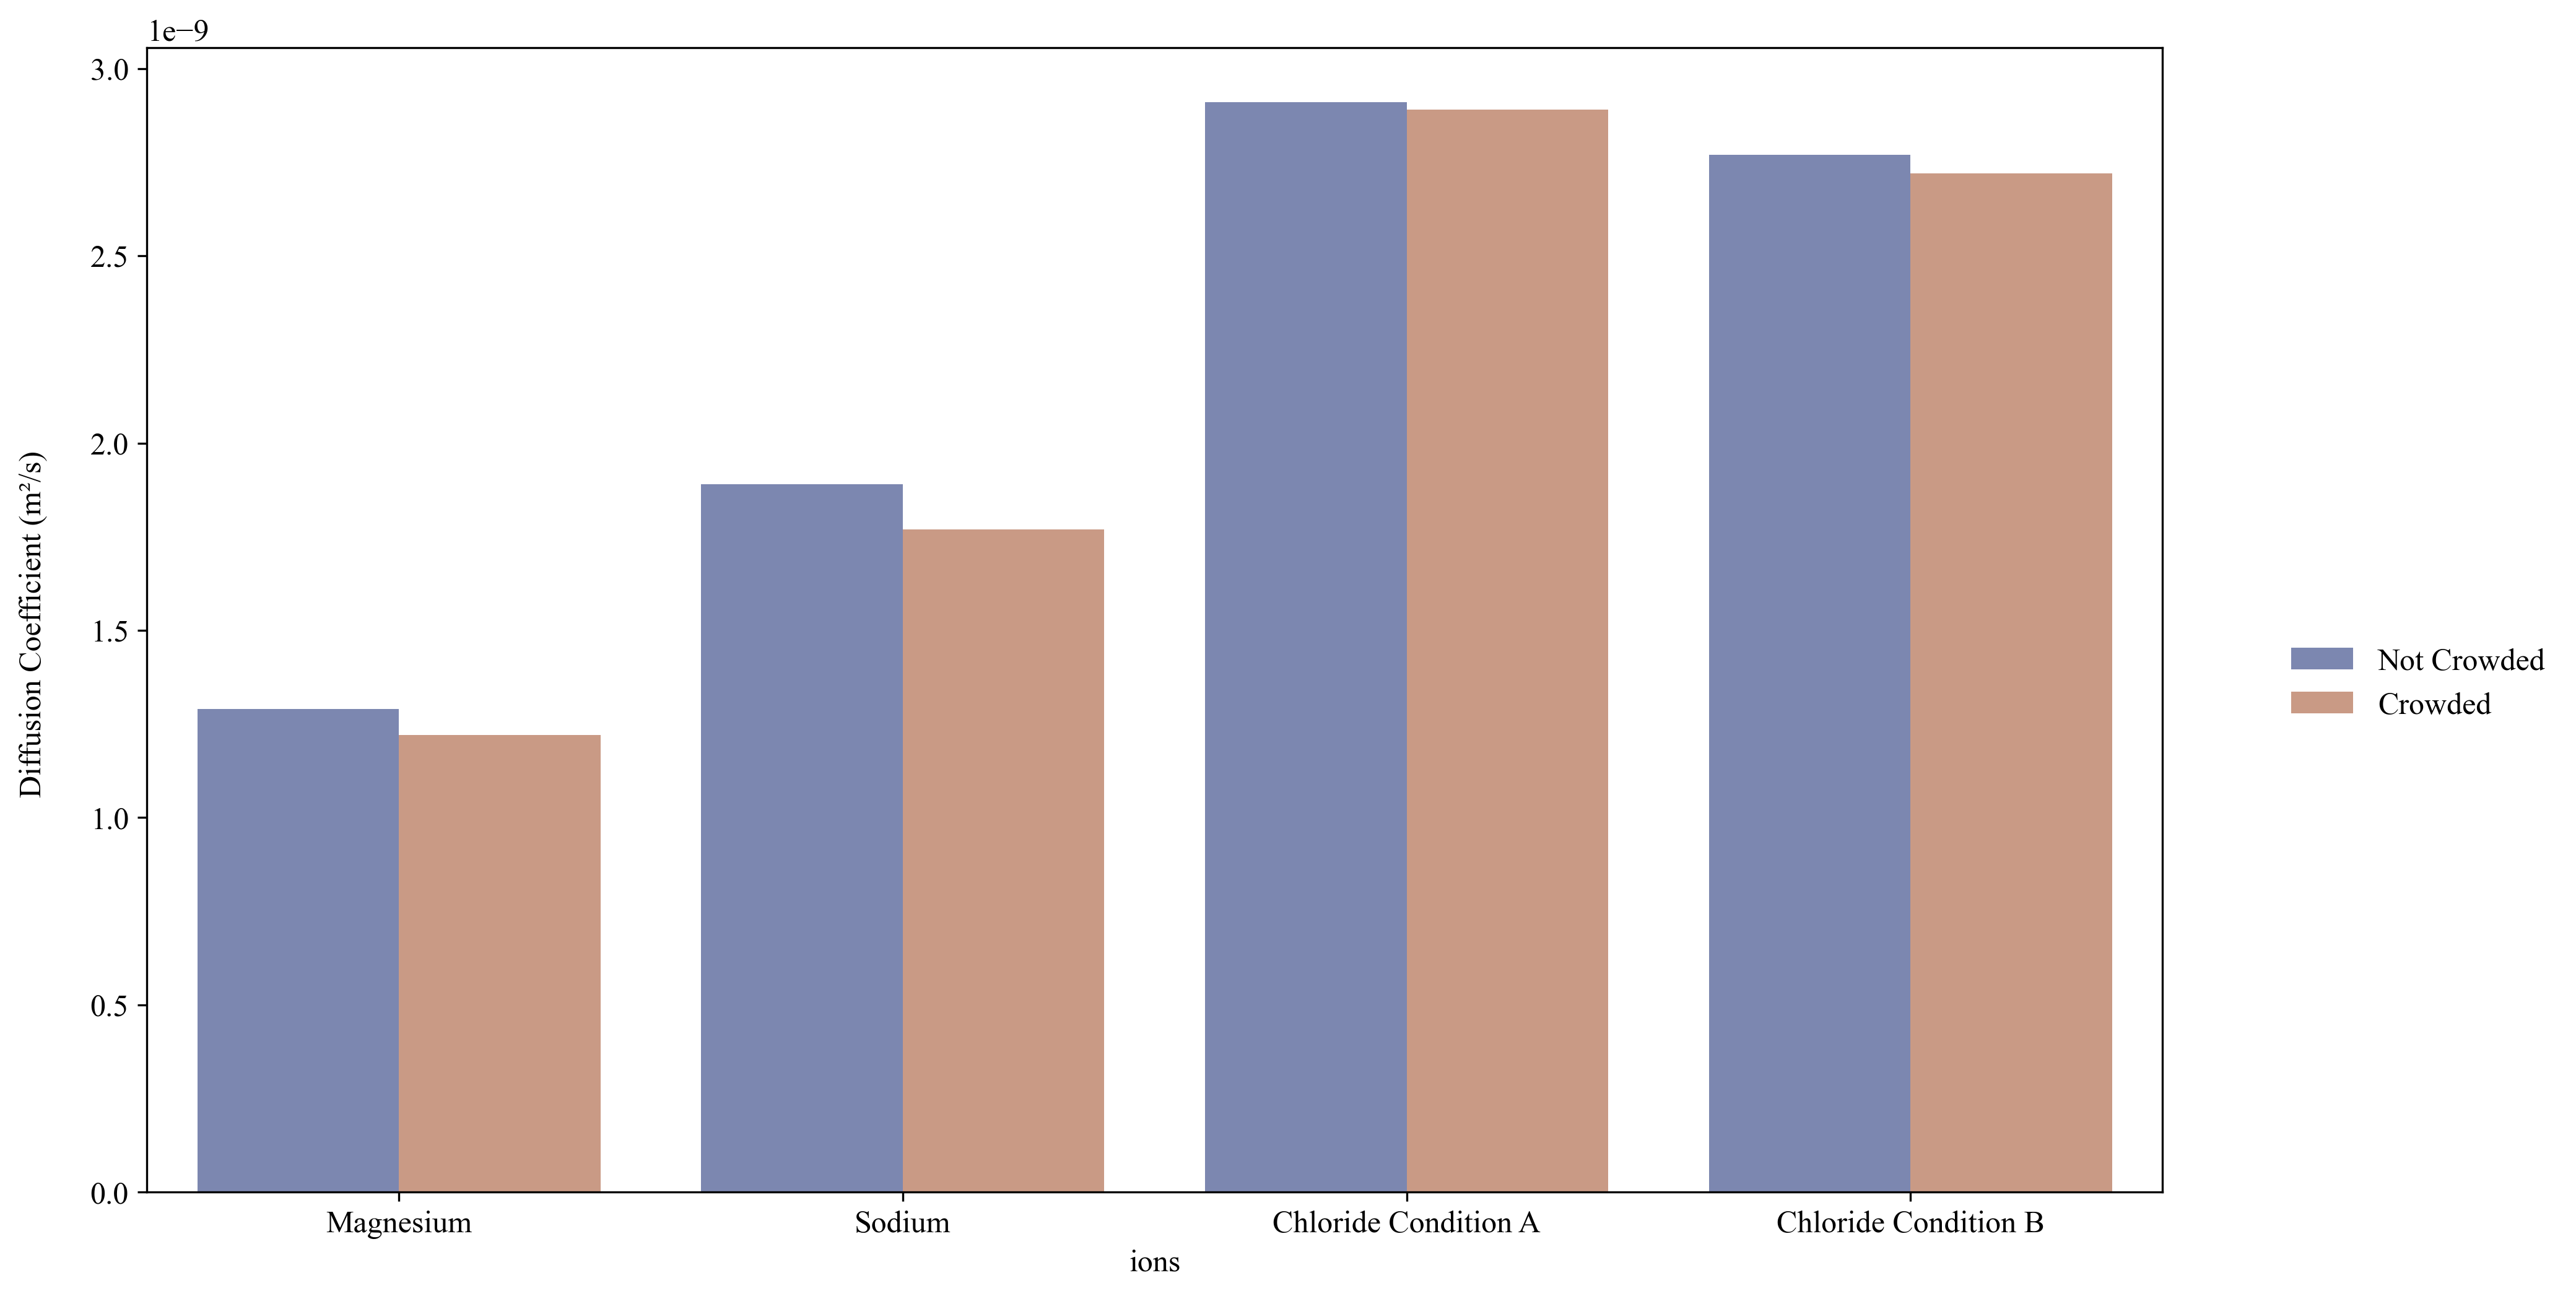 1e−9
3.0
2.5
2.0
1.5
1.0
0.5
0.0
Diffusion Coefficient (m²/s)
Magnesium
Sodium
Chloride Condition A
Chloride Condition B
ions
Not Crowded
Crowded